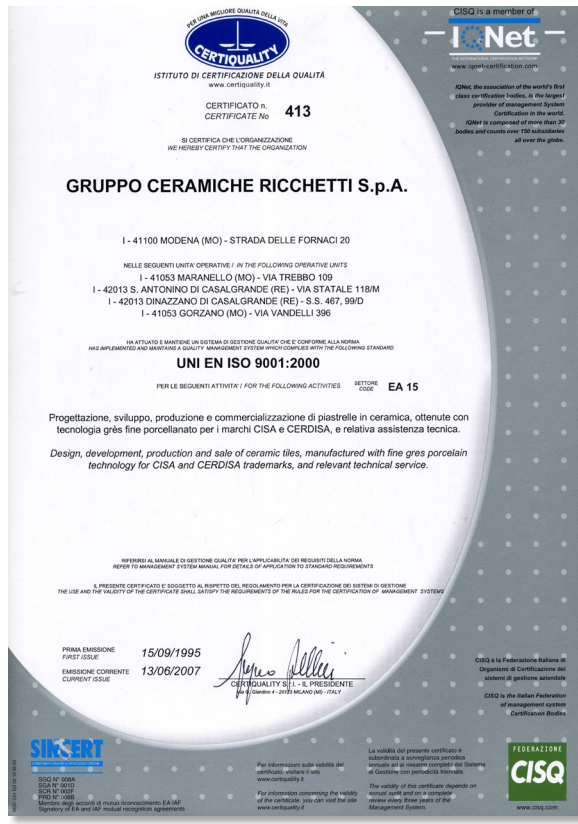 PER UNA MIGLIORE QUALITÀ DELLA VITA
CERTIQUALITY
ISTITUTO DI CERTIFICAZIONE DELLA QUALITÀ
www.certiquality.it
CERTIFICATO n.
CERTIFICATE No
413
SI CERTIFICA CHE L'ORGANIZZAZIONE
WE HEREBY CERTIFY THAT THE ORGANIZATION
GRUPPO CERAMICHE RICCHETTI S.p.A.
I - 41100 MODENA (MO) - STRADA DELLE FORNACI 20
NELLE SEGUENTI UNITA' OPERATIVE / IN THE FOLLOWING OPERATIVE UNITS
I - 41053 MARANELLO (MO) - VIA TREBBO 109
I - 42013 S. ANTONINO DI CASALGRANDE (RE) - VIA STATALE 118/M
I - 42013 DINAZZANO DI CASALGRANDE (RE) - S.S. 467, 99/D
I - 41053 GORZANO (MO) - VIA VANDELLI 396
HA ATTUATO E MANTIENE UN SISTEMA DI GESTIONE QUALITA' CHE E' CONFORME ALLA NORMA
HAS IMPLEMENTED AND MAINTAINS A QUALITY MANAGEMENT SYSTEM WHICH COMPLIES WITH THE FOLLOWING STANDARD
UNI EN ISO 9001:2000
PER LE SEGUENTI ATTIVITA' / FOR THE FOLLOWING ACTIVITIES
SETTORE
CODE
EA 15
Progettazione, sviluppo, produzione e commercializzazione di piastrelle in ceramica, ottenute con
tecnologia grès fine porcellanato per i marchi CISA e CERDISA, e relativa assistenza tecnica.
Design, development, production and sale of ceramic tiles, manufactured with fine gres porcelain
technology for CISA and CERDISA trademarks, and relevant technical service.
RIFERIRSI AL MANUALE DI GESTIONE QUALITA' PER L'APPLICABILITA' DEI REQUISITI DELLA NORMA
REFER TO MANAGEMENT SYSTEM MANUAL FOR DETAILS OF APPLICATION TO STANDARD REQUIREMENTS
IL PRESENTE CERTIFICATO E' SOGGETTO AL RISPETTO DEL REGOLAMENTO PER LA CERTIFICAZIONE DEI SISTEMI DI GESTIONE
THE USE AND THE VALIDITY OF THE CERTIFICATE SHALL SATISFY THE REQUIREMENTS OF THE RULES FOR THE CERTIFICATION OF MANAGEMENT SYSTEMS
PRIMA EMISSIONE
FIRST ISSUE
15/09/1995
EMISSIONE CORRENTE
CURRENT ISSUE
13/06/2007
CERTIQUALITY S.r.l. - IL PRESIDENTE
Via G. Giardino 4 - 20123 MILANO (MI) - ITALY
CISQ is a member of
IQNet
THE INTERNATIONAL CERTIFICATION NETWORK
www.iqnet-certification.com
IQNet, the association of the world's first
class certification bodies, is the largest
provider of management System
Certification in the world.
IQNet is composed of more than 30
bodies and counts over 150 subsidiaries
all over the globe.
CISQ è la Federazione Italiana di
Organismi di Certificazione dei
sistemi di gestione aziendale
CISQ is the Italian Federation
of management system
Certification Bodies
SINCERT
SGQ N° 008A
SGA N° 001D
SCR N° 002F
PRD N° 008B
Membro degli accordi di mutuo riconoscimento EA IAF
Signatory of EA and IAF mutual recognition agreements
Per informazioni sulla validità del
certificato, visitare il sito
www.certiquality.it
For information concerning the validity
of the certificate, you can visit the site
www.certiquality.it
La validità del presente certificato è
subordinata a sorveglianza periodica
annuale ed al riesame completo del Sistema
di Gestione con periodicità triennale.
The validity of this certificate depends on
annual audit and on a complete
review every three years of the
Management System.
FEDERAZIONE
CISQ
www.cisq.com